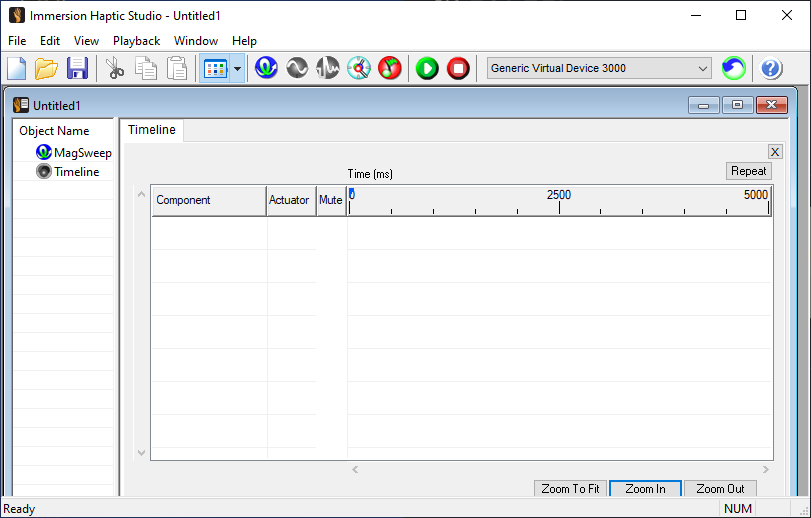 Immersion Haptic Studio - Untitled1
File Edit View Playback Window Help
Generic Virtual Device 3000
Untitled1
Object Name
MagSweep
Timeline
Timeline
X
Time (ms)
Repeat
Component Actuator Mute 0 2500 5000
Zoom To Fit Zoom In Zoom Out
Ready NUM